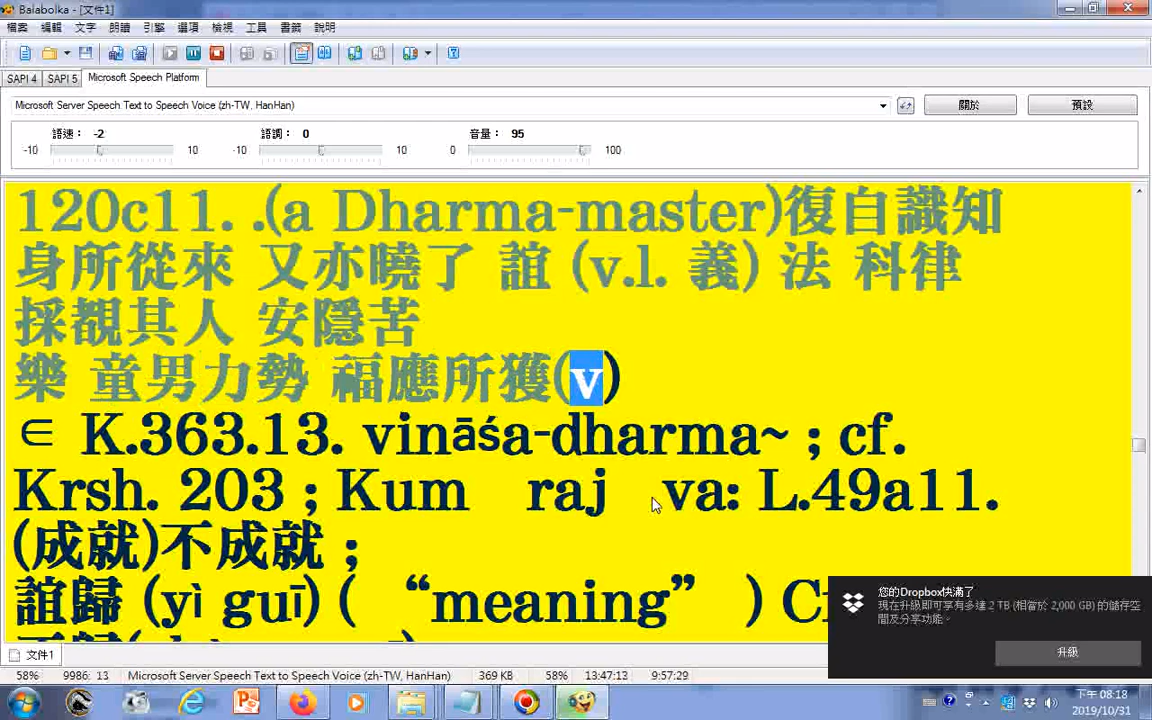 Balabolka - [文件1]
檔案 編輯 文字 朗讀 引擎 選項 檢視 工具 書籤 說明
SAPI 4 SAPI 5 Microsoft Speech Platform
Microsoft Server Speech Text to Speech Voice (zh-TW, HanHan) 關於 預設
語速： -2 語調： 0 音量： 95
-10 10 -10 10 0 100
120c11. .(a Dharma-master)復自識知
身所從來 又亦曉了 誼 (v.l. 義) 法 科律
採覩其人 安隱苦
樂 童男力勢 福應所獲(v)
∈ K.363.13. vināśa-dharma~ ; cf.
Krsh. 203 ; Kum raj va: L.49a11.
(成就)不成就 ;
誼歸 (yì guī) ( “meaning” ) C
您的Dropbox快滿了
現在升級即可享有多達 2 TB (相當於 2,000 GB) 的儲存空
間及分享功能。
升級
文件1
58% 9986: 13 Microsoft Server Speech Text to Speech Voice (zh-TW, HanHan) 369 KB 58% 13:47:13 9:57:29
下午 08:18
2019/10/31